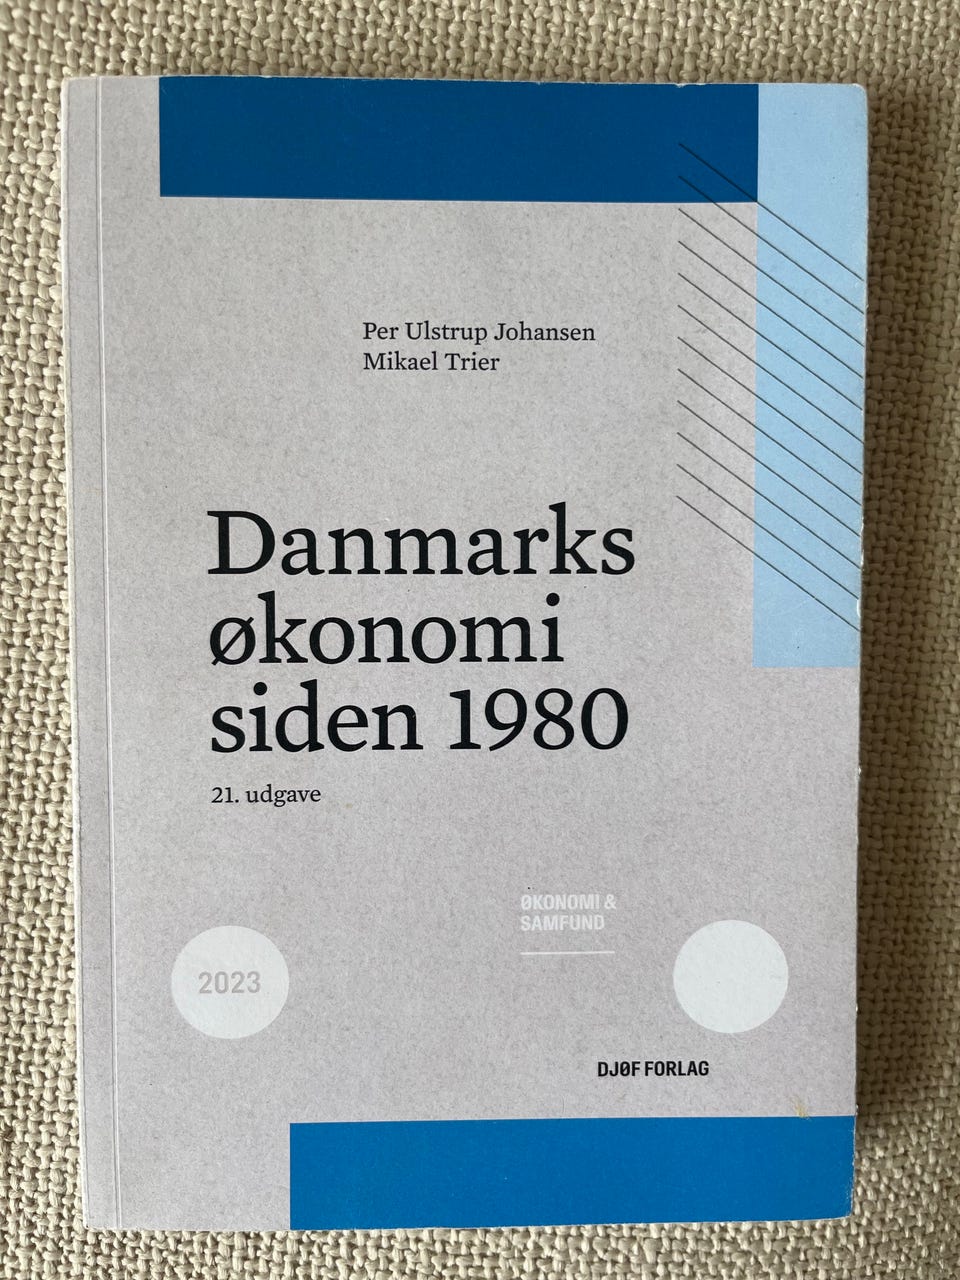 Per Ulstrup Johansen
Mikael Trier
Danmarks
økonomi
siden 1980
21. udgave
ØKONOMI &
SAMFUND
2023
DJØF FORLAG